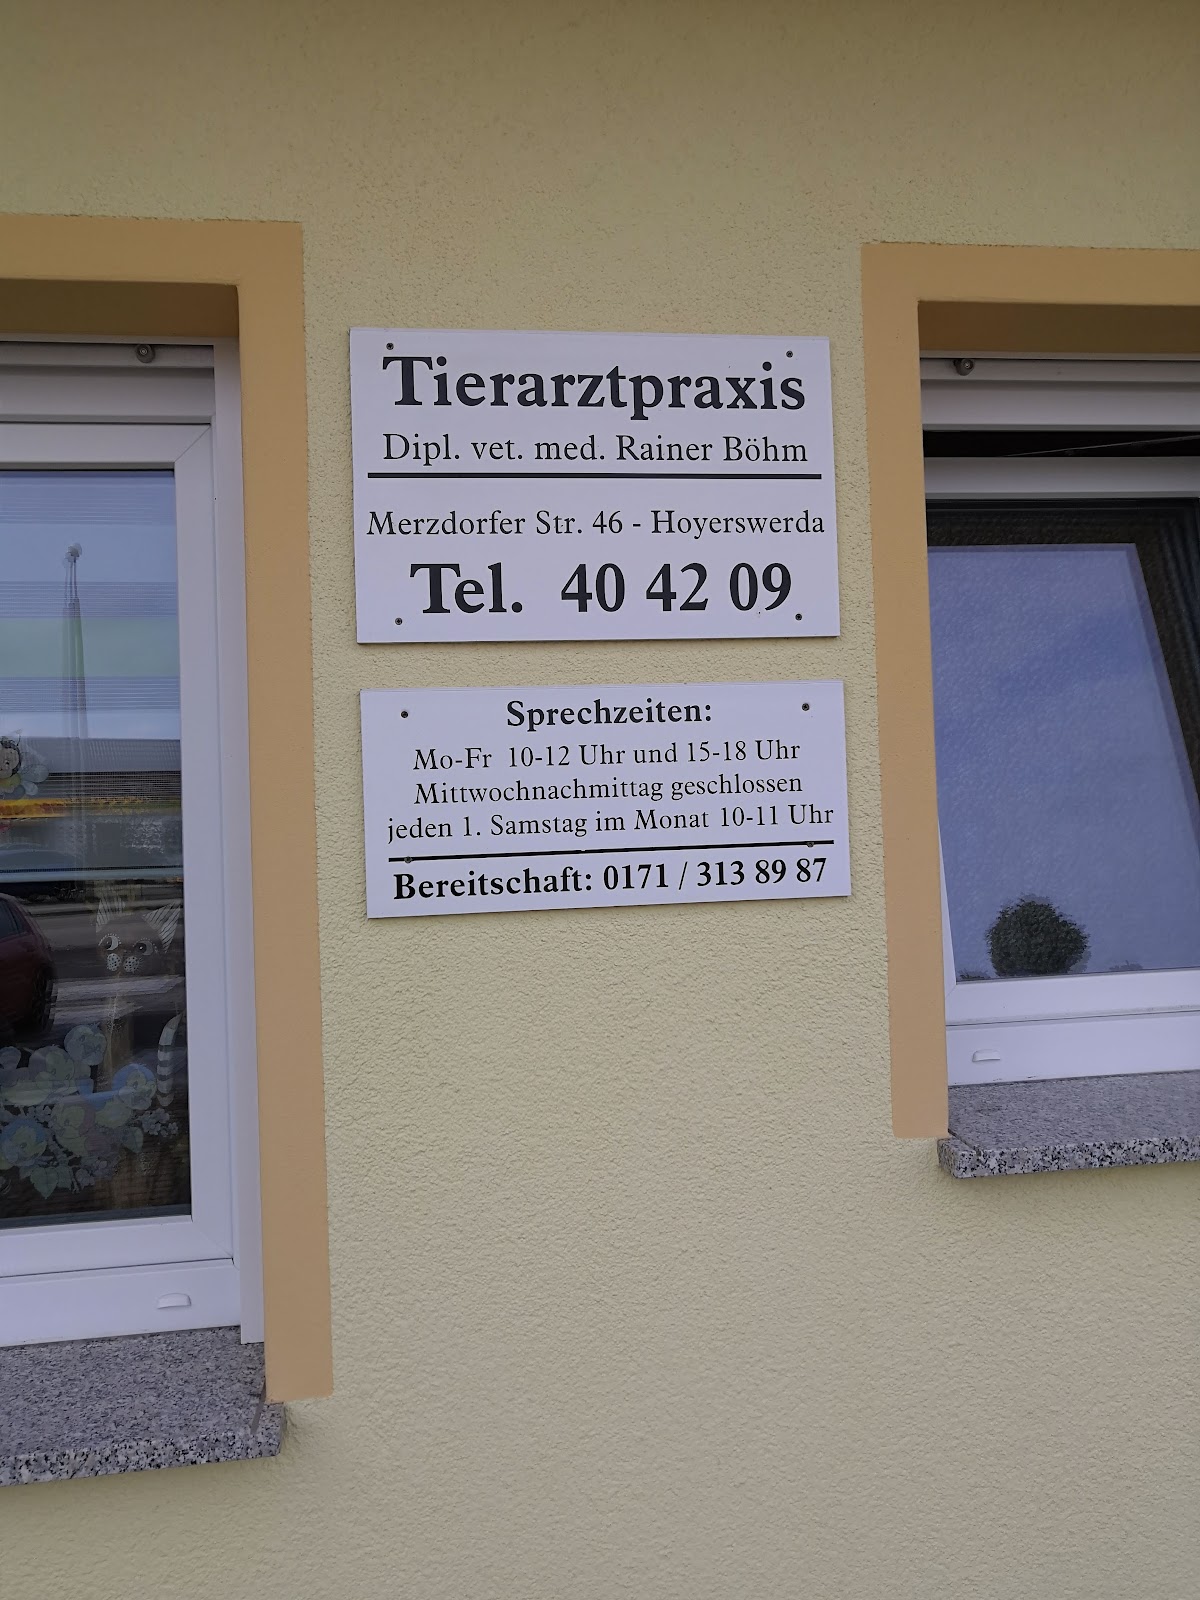 Tierarztpraxis
Dipl. vet. med. Rainer Böhm
Merzdorfer Str. 46 - Hoyerswerda
Tel. 40 42 09
Sprechzeiten:
Mo-Fr 10-12 Uhr und 15-18 Uhr
Mittwochnachmittag geschlossen
jeden 1. Samstag im Monat 10-11 Uhr
Bereitschaft: 0171 / 313 89 87